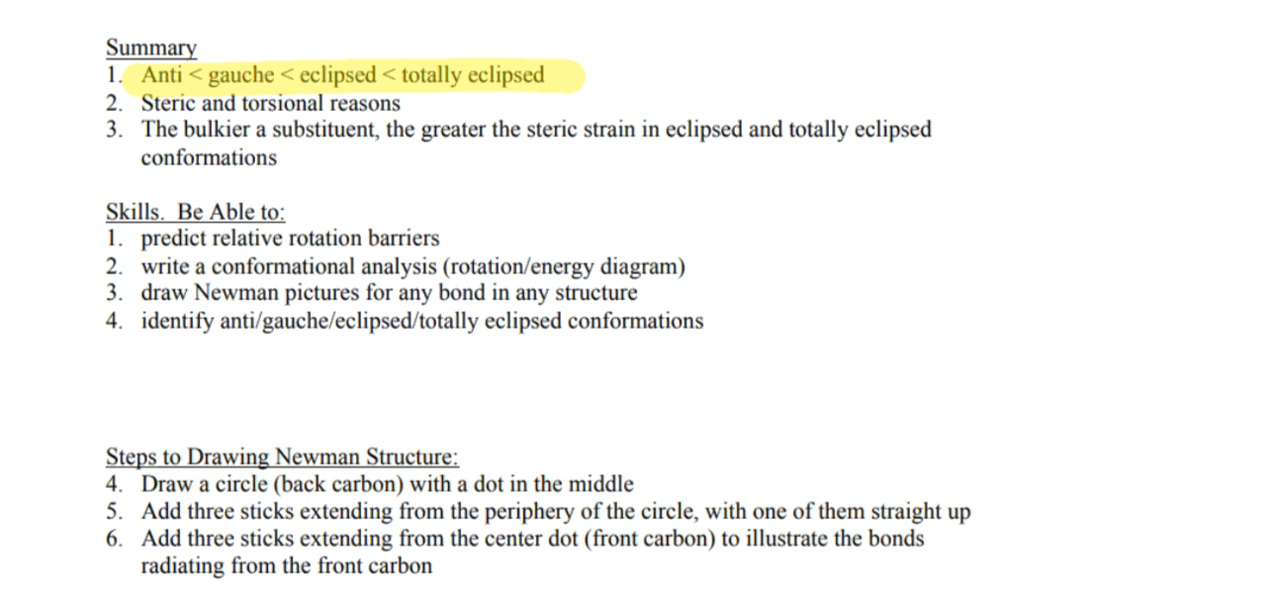 Summary
1. Anti < gauche < eclipsed < totally eclipsed
2. Steric and torsional reasons
3. The bulkier a substituent, the greater the steric strain in eclipsed and totally eclipsed
conformations
Skills. Be Able to:
1. predict relative rotation barriers
2. write a conformational analysis (rotation/energy diagram)
3. draw Newman pictures for any bond in any structure
4. identify anti/gauche/eclipsed/totally eclipsed conformations
Steps to Drawing Newman Structure:
4. Draw a circle (back carbon) with a dot in the middle
5. Add three sticks extending from the periphery of the circle, with one of them straight up
6. Add three sticks extending from the center dot (front carbon) to illustrate the bonds
radiating from the front carbon